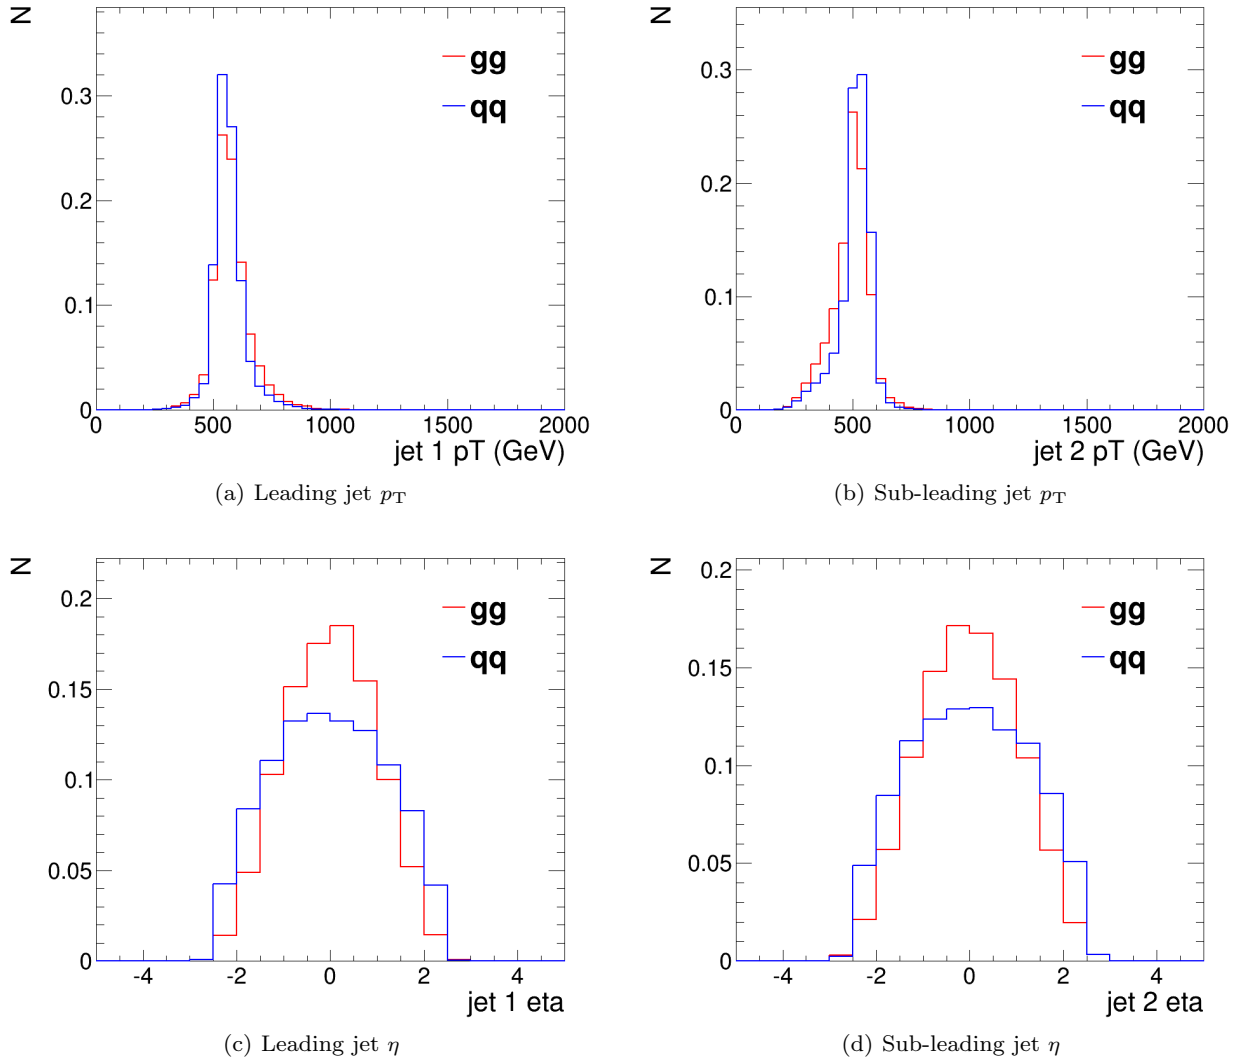 N
gg
qq
0.3
0.2
0.1
0
0 500 1000 1500 2000
jet 1 pT (GeV)
(a) Leading jet pT
N
gg
qq
0.3
0.2
0.1
0
0 500 1000 1500 2000
jet 2 pT (GeV)
(b) Sub-leading jet pT
N
gg
qq
0.2
0.15
0.1
0.05
0
-4 -2 0 2 4
jet 1 eta
(c) Leading jet η
N
gg
qq
0.2
0.15
0.1
0.05
0
-4 -2 0 2 4
jet 2 eta
(d) Sub-leading jet η